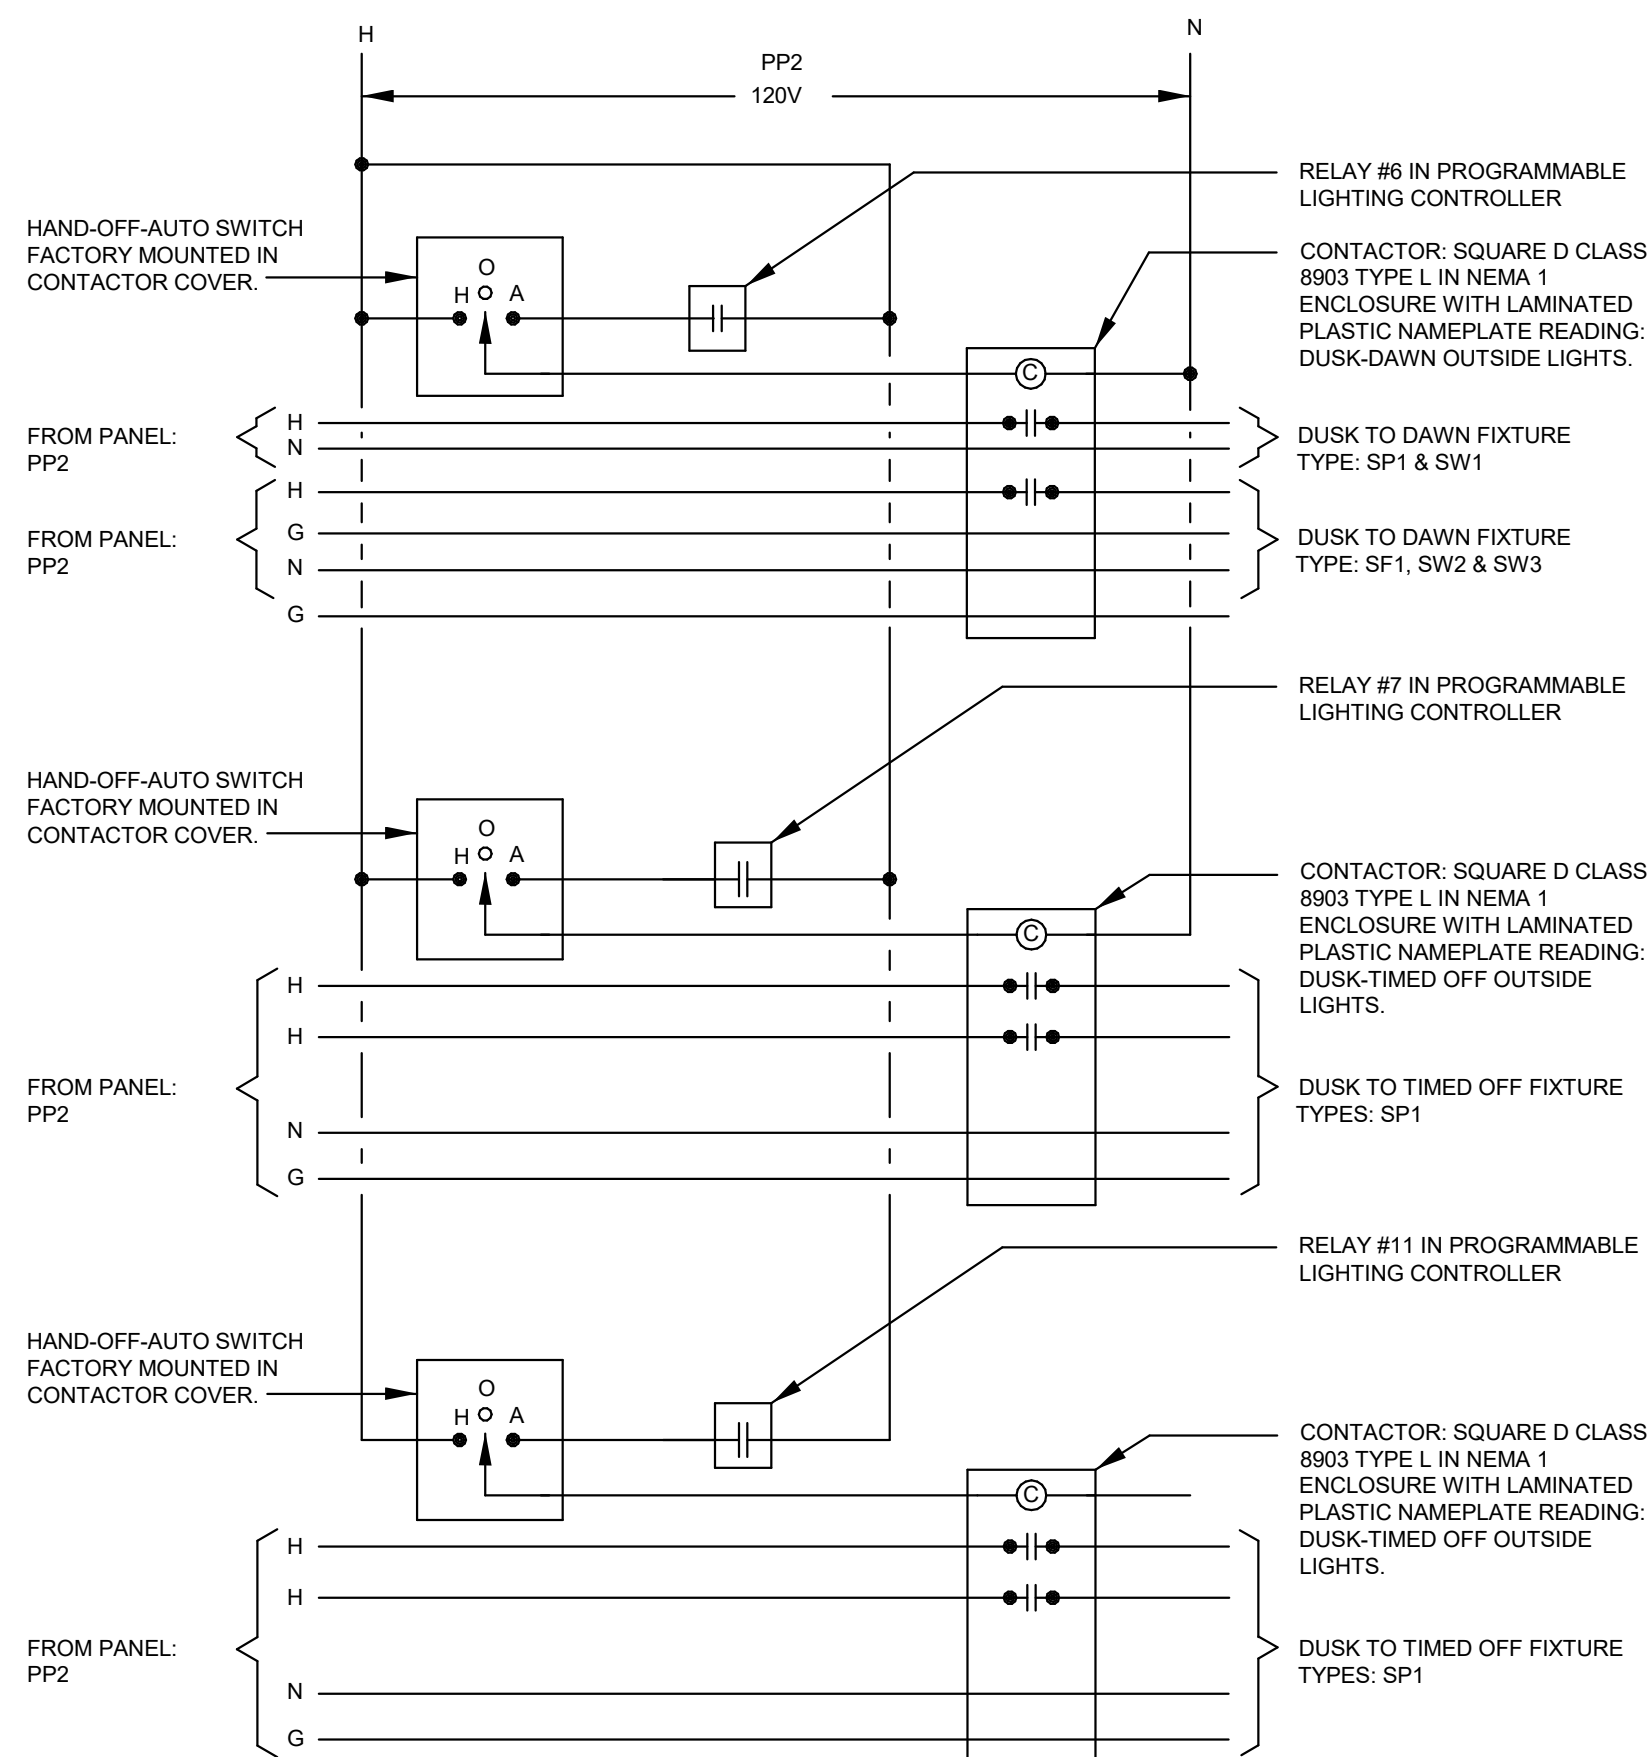 H
N
PP2
120V
RELAY #6 IN PROGRAMMABLE
LIGHTING CONTROLLER
HAND-OFF-AUTO SWITCH
FACTORY MOUNTED IN
CONTACTOR COVER.
O
H
A
CONTACTOR: SQUARE D CLASS
8903 TYPE L IN NEMA 1
ENCLOSURE WITH LAMINATED
PLASTIC NAMEPLATE READING:
DUSK-DAWN OUTSIDE LIGHTS.
C
FROM PANEL:
PP2
H
N
DUSK TO DAWN FIXTURE
TYPE: SP1 & SW1
FROM PANEL:
PP2
H
G
N
G
DUSK TO DAWN FIXTURE
TYPE: SF1, SW2 & SW3
RELAY #7 IN PROGRAMMABLE
LIGHTING CONTROLLER
HAND-OFF-AUTO SWITCH
FACTORY MOUNTED IN
CONTACTOR COVER.
O
H
A
CONTACTOR: SQUARE D CLASS
8903 TYPE L IN NEMA 1
ENCLOSURE WITH LAMINATED
PLASTIC NAMEPLATE READING:
DUSK-TIMED OFF OUTSIDE
LIGHTS.
C
FROM PANEL:
PP2
H
H
N
G
DUSK TO TIMED OFF FIXTURE
TYPES: SP1
RELAY #11 IN PROGRAMMABLE
LIGHTING CONTROLLER
HAND-OFF-AUTO SWITCH
FACTORY MOUNTED IN
CONTACTOR COVER.
O
H
A
CONTACTOR: SQUARE D CLASS
8903 TYPE L IN NEMA 1
ENCLOSURE WITH LAMINATED
PLASTIC NAMEPLATE READING:
DUSK-TIMED OFF OUTSIDE
LIGHTS.
C
FROM PANEL:
PP2
H
H
N
G
DUSK TO TIMED OFF FIXTURE
TYPES: SP1